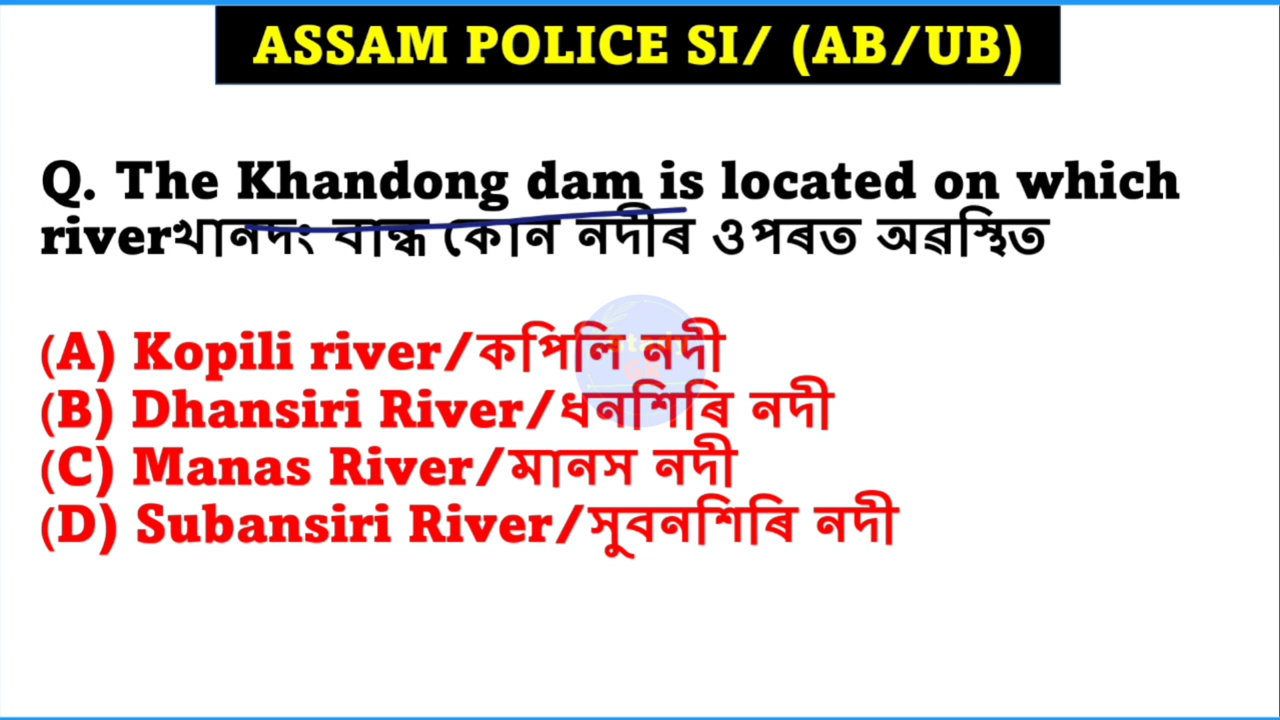 ASSAM POLICE SI/ (AB/UB)
Q. The Khandong dam is located on which
riverখানদং বান্ধ কোন নদীৰ ওপৰত অৱস্থিত
(A) Kopili river/কপিলি নদী
(B) Dhansiri River/ধনশিৰি নদী
(C) Manas River/মানস নদী
(D) Subansiri River/সুবনশিৰি নদী